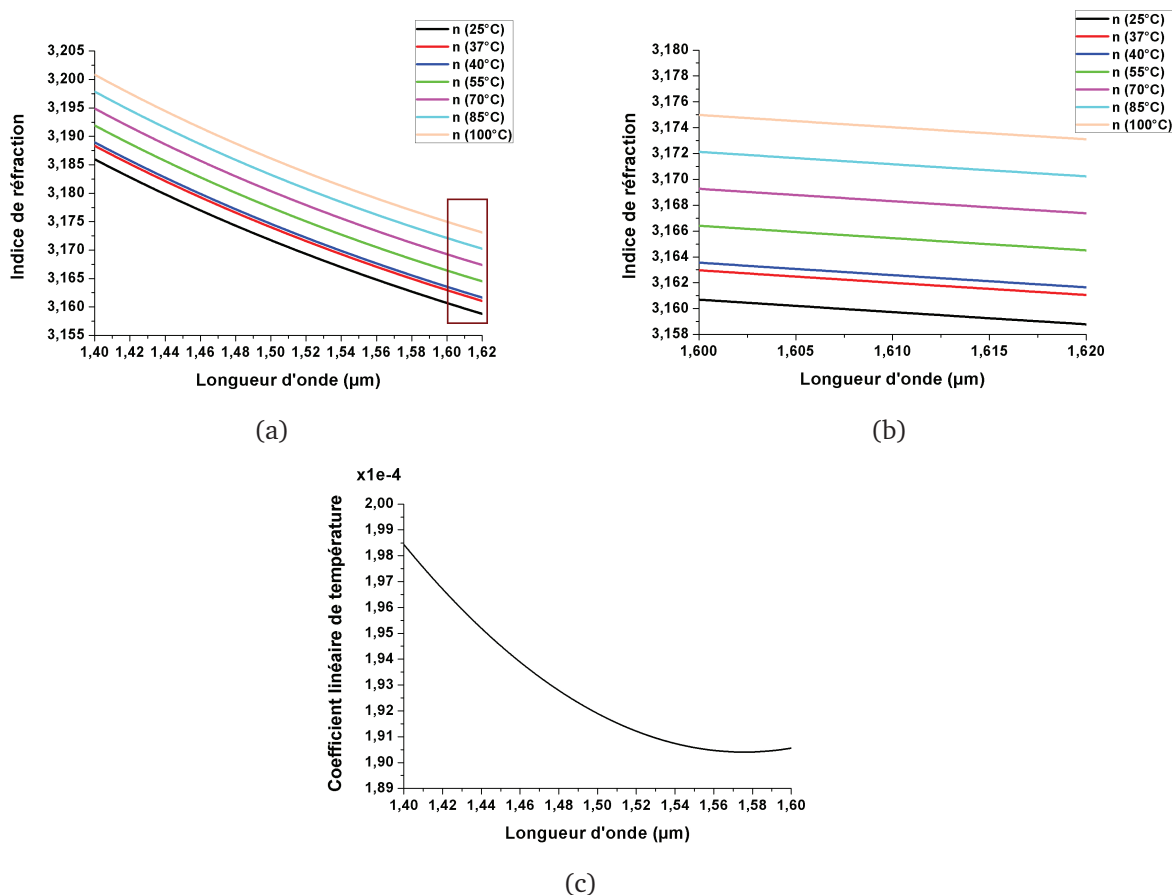 n (25°C)
n (37°C)
n (40°C)
n (55°C)
n (70°C)
n (85°C)
n (100°C)
3,205
3,200
3,195
3,190
3,185
3,180
3,175
3,170
3,165
3,160
3,155
Indice de réfraction
1,40 1,42 1,44 1,46 1,48 1,50 1,52 1,54 1,56 1,58 1,60 1,62
Longueur d'onde (µm)
(a)
n (25°C)
n (37°C)
n (40°C)
n (55°C)
n (70°C)
n (85°C)
n (100°C)
3,180
3,178
3,176
3,174
3,172
3,170
3,168
3,166
3,164
3,162
3,160
3,158
Indice de réfraction
1,600 1,605 1,610 1,615 1,620
Longueur d'onde (µm)
(b)
x1e-4
2,00
1,99
1,98
1,97
1,96
1,95
1,94
1,93
1,92
1,91
1,90
1,89
Coefficient linéaire de température
1,40 1,42 1,44 1,46 1,48 1,50 1,52 1,54 1,56 1,58 1,60
Longueur d'onde (µm)
(c)